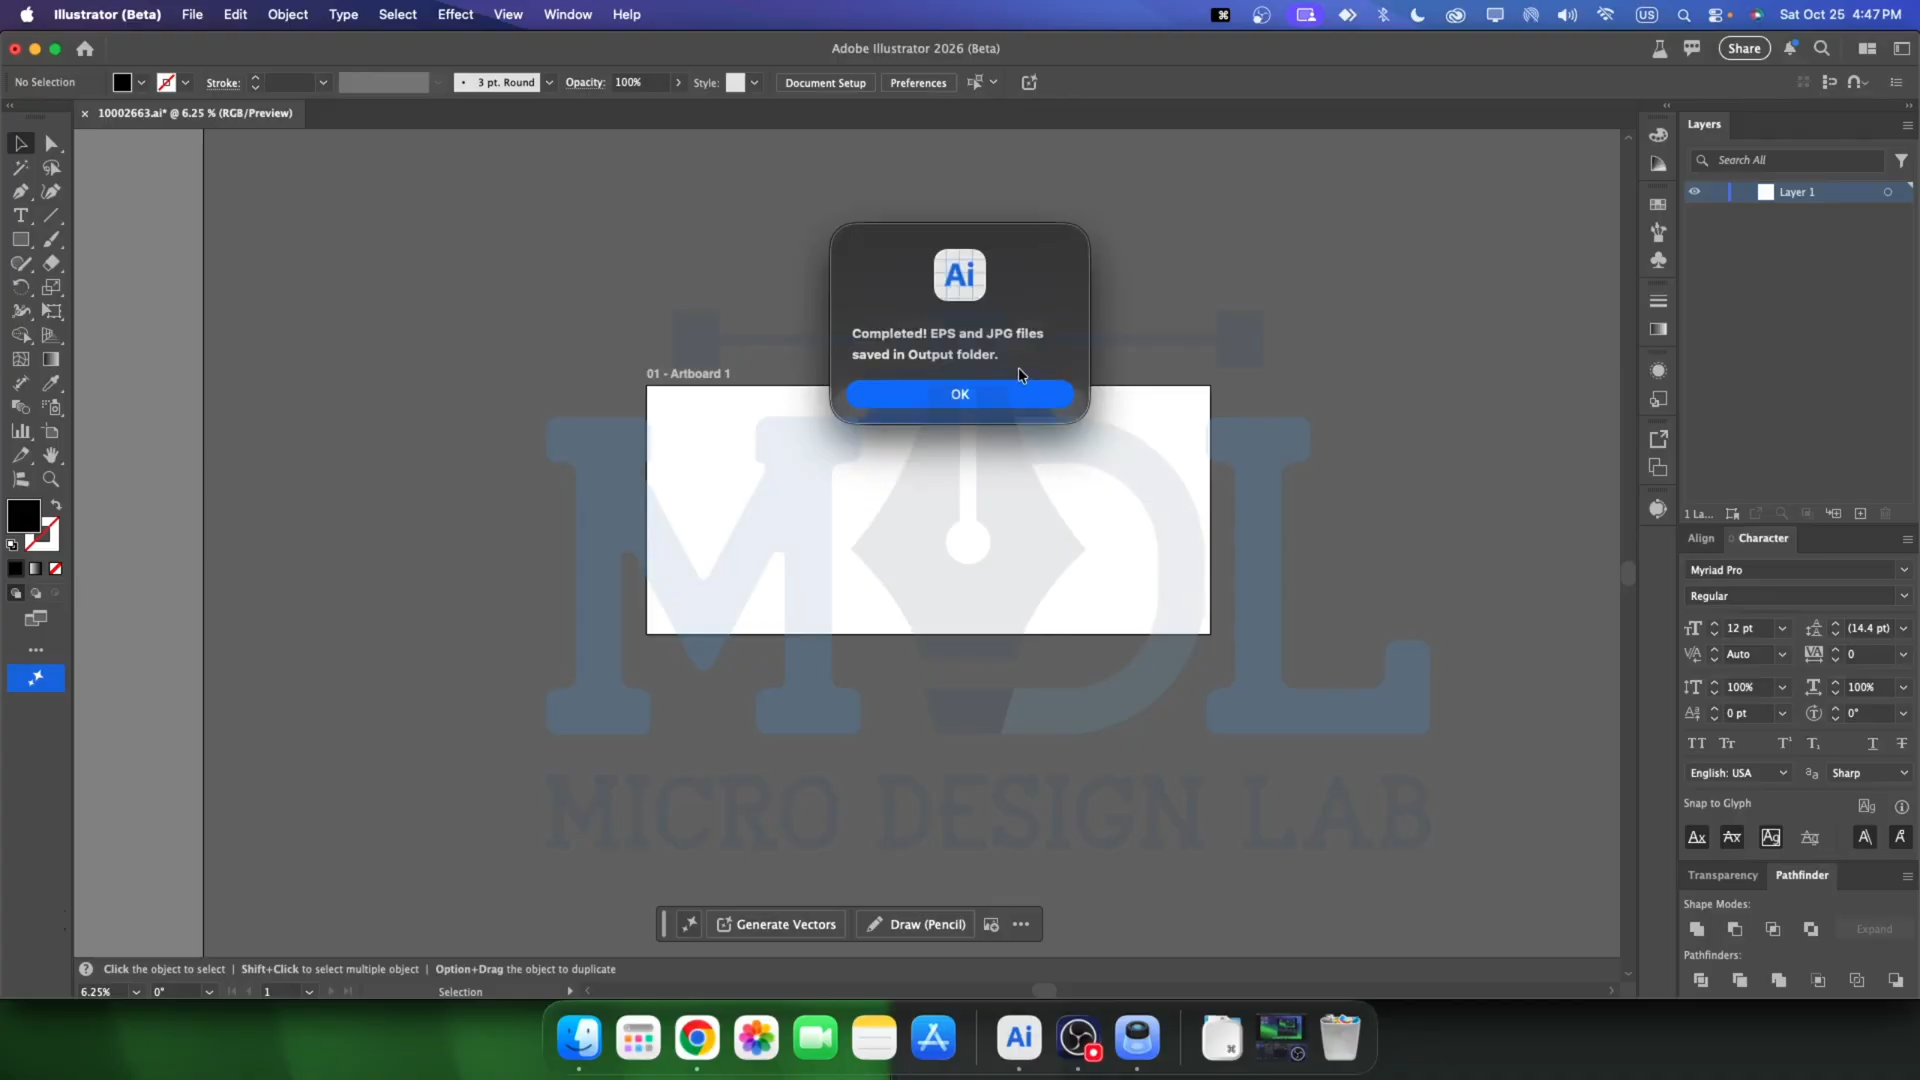 Illustrator (Beta) File Edit Object Type Select Effect View Window Help US Sat Oct 25 4:47 PM
Adobe Illustrator 2026 (Beta) Share
No Selection Stroke: 3 pt. Round Opacity: 100% Style: Document Setup Preferences
10002663.ai* @ 6.25 % (RGB/Preview)
Layers
Search All
Layer 1
Ai
Completed! EPS and JPG files
saved in Output folder.
OK
01 - Artboard 1
MDL
MICRO DESIGN LAB
1 La...
Align Character
Myriad Pro
Regular
12 pt (14.4 pt)
Auto 0
100% 100%
0 pt 0°
English: USA Sharp
Snap to Glyph
Transparency Pathfinder
Shape Modes:
Expand
Pathfinders:
Generate Vectors Draw (Pencil)
Click the object to select | Shift+Click to select multiple object | Option+Drag the object to duplicate
6.25% 0° 1 Selection
Ai